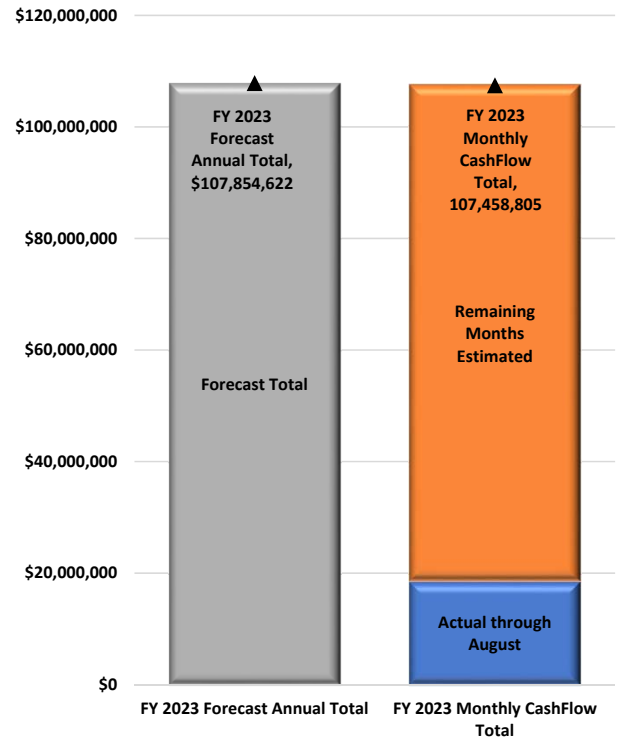 $120,000,000
$100,000,000
$80,000,000
$60,000,000
$40,000,000
$20,000,000
$0
FY 2023
Forecast
Annual Total,
$107,854,622
Forecast Total
FY 2023
Monthly
CashFlow
Total,
107,458,805
Remaining
Months
Estimated
Actual through
August
FY 2023 Forecast Annual Total
FY 2023 Monthly CashFlow
Total